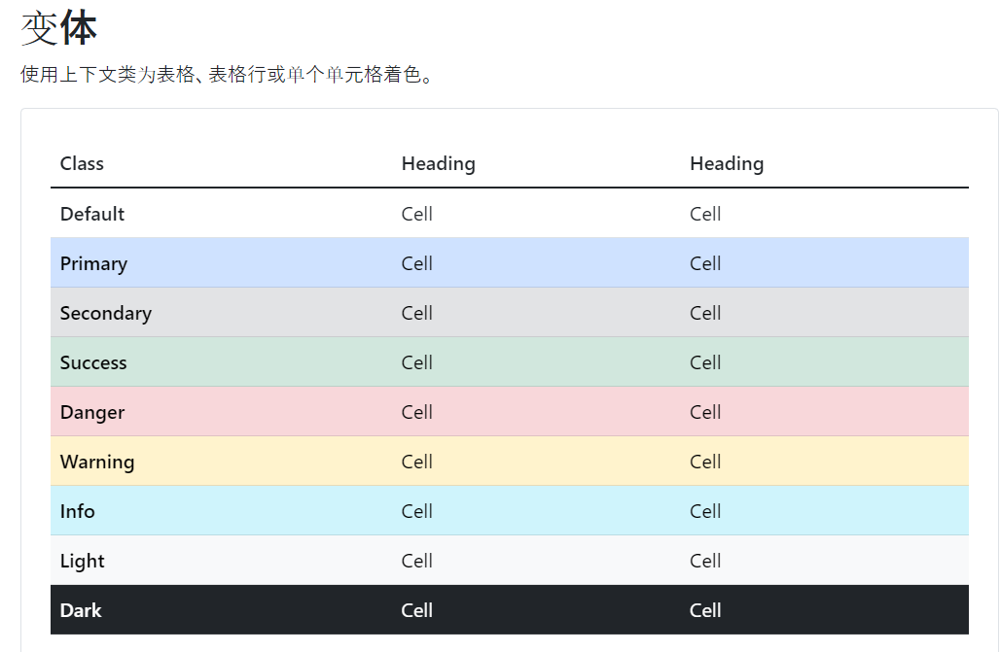 变体
使用上下文类为表格、表格行或单个单元格着色。
Class Heading Heading
Default Cell Cell
Primary Cell Cell
Secondary Cell Cell
Success Cell Cell
Danger Cell Cell
Warning Cell Cell
Info Cell Cell
Light Cell Cell
Dark Cell Cell